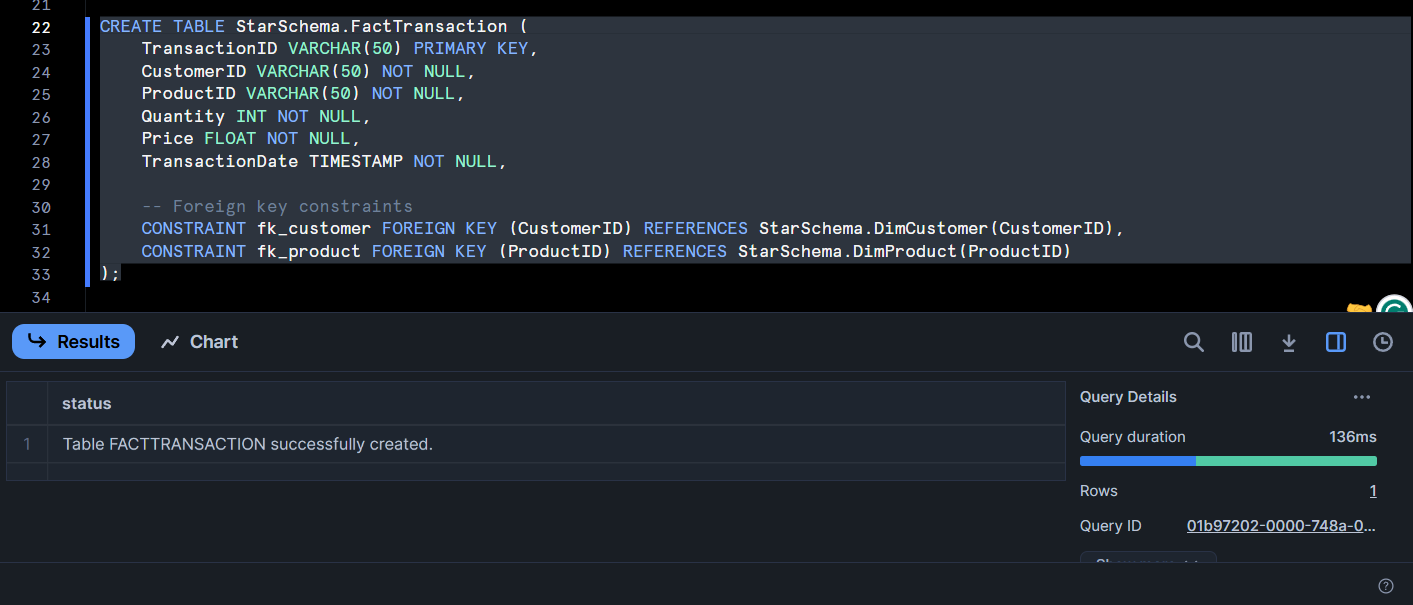 21
22 CREATE TABLE StarSchema.FactTransaction (
23 TransactionID VARCHAR(50) PRIMARY KEY,
24 CustomerID VARCHAR(50) NOT NULL,
25 ProductID VARCHAR(50) NOT NULL,
26 Quantity INT NOT NULL,
27 Price FLOAT NOT NULL,
28 TransactionDate TIMESTAMP NOT NULL,
29
30 -- Foreign key constraints
31 CONSTRAINT fk_customer FOREIGN KEY (CustomerID) REFERENCES StarSchema.DimCustomer(CustomerID),
32 CONSTRAINT fk_product FOREIGN KEY (ProductID) REFERENCES StarSchema.DimProduct(ProductID)
33 );
34
Results Chart
status
1 Table FACTTRANSACTION successfully created.
Query Details ...
Query duration 136ms
Rows 1
Query ID 01b97202-0000-748a-0...